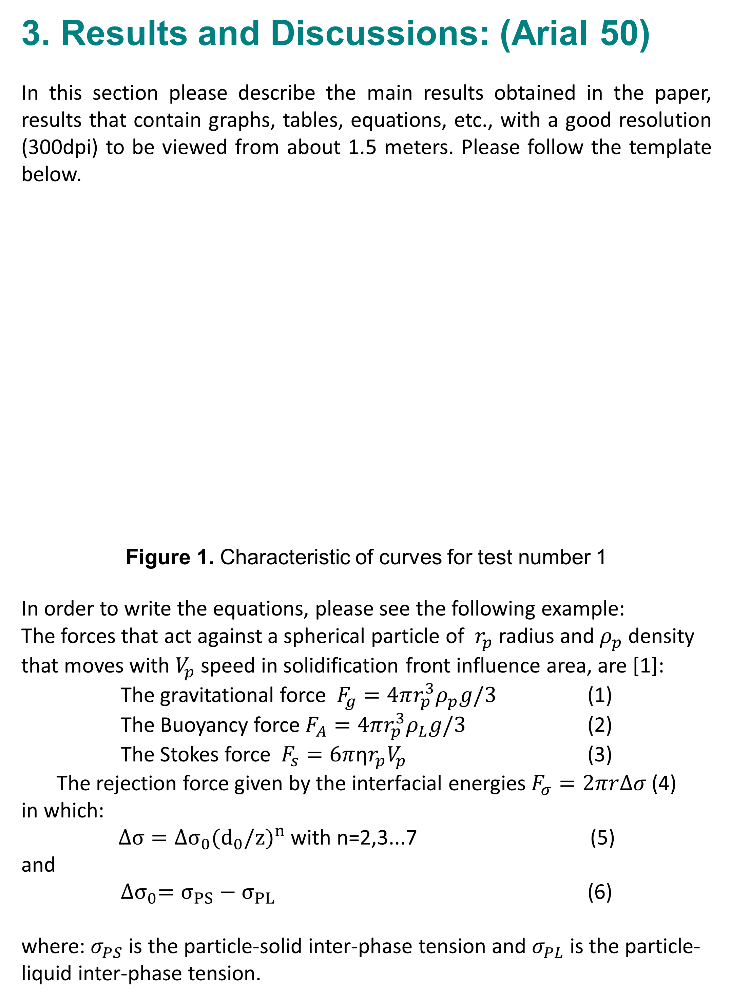 3. Results and Discussions: (Arial 50)
In this section please describe the main results obtained in the paper,
results that contain graphs, tables, equations, etc., with a good resolution
(300dpi) to be viewed from about 1.5 meters. Please follow the template
below.
Figure 1. Characteristic of curves for test number 1
In order to write the equations, please see the following example:
The forces that act against a spherical particle of $r_p$ radius and $\rho_p$ density
that moves with $V_p$ speed in solidification front influence area, are [1]:
The gravitational force $F_g = 4\pi r_p^3 \rho_p g/3$ (1)
The Buoyancy force $F_A = 4\pi r_p^3 \rho_L g/3$ (2)
The Stokes force $F_s = 6\pi\eta r_p V_p$ (3)
The rejection force given by the interfacial energies $F_\sigma = 2\pi r \Delta\sigma$ (4)
in which:
$\Delta\sigma = \Delta\sigma_0 (d_0/z)^n$ with n=2,3...7 (5)
and
$\Delta\sigma_0 = \sigma_{PS} - \sigma_{PL}$ (6)
where: $\sigma_{PS}$ is the particle-solid inter-phase tension and $\sigma_{PL}$ is the particle-
liquid inter-phase tension.